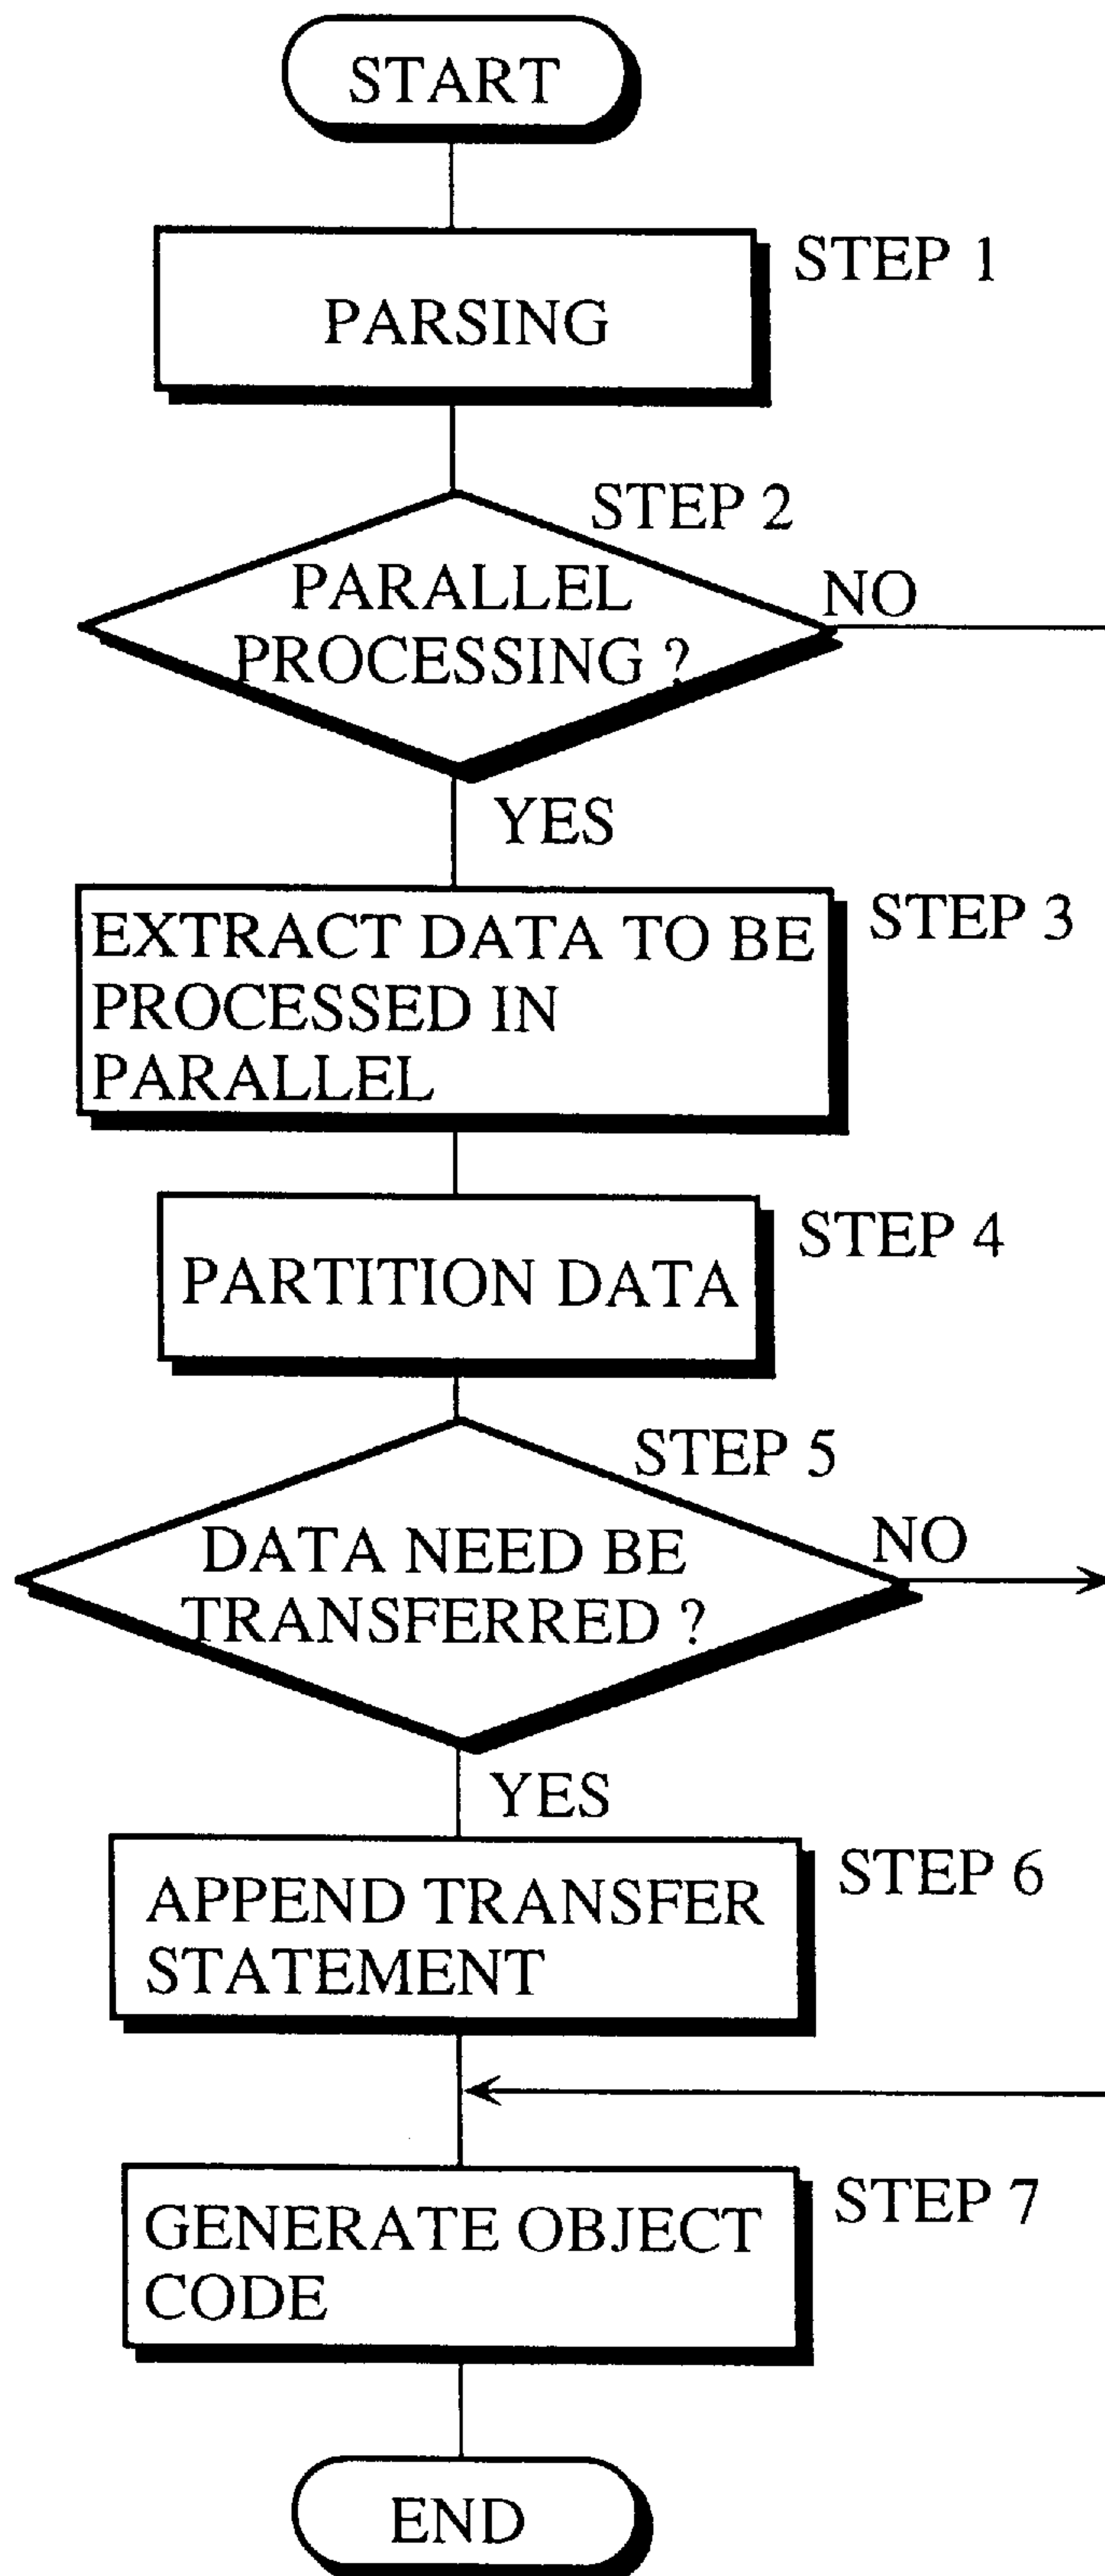 START
STEP 1
PARSING
STEP 2
PARALLEL
PROCESSING ?
NO
YES
STEP 3
EXTRACT DATA TO BE
PROCESSED IN
PARALLEL
STEP 4
PARTITION DATA
STEP 5
DATA NEED BE
TRANSFERRED ?
NO
YES
STEP 6
APPEND TRANSFER
STATEMENT
STEP 7
GENERATE OBJECT
CODE
END